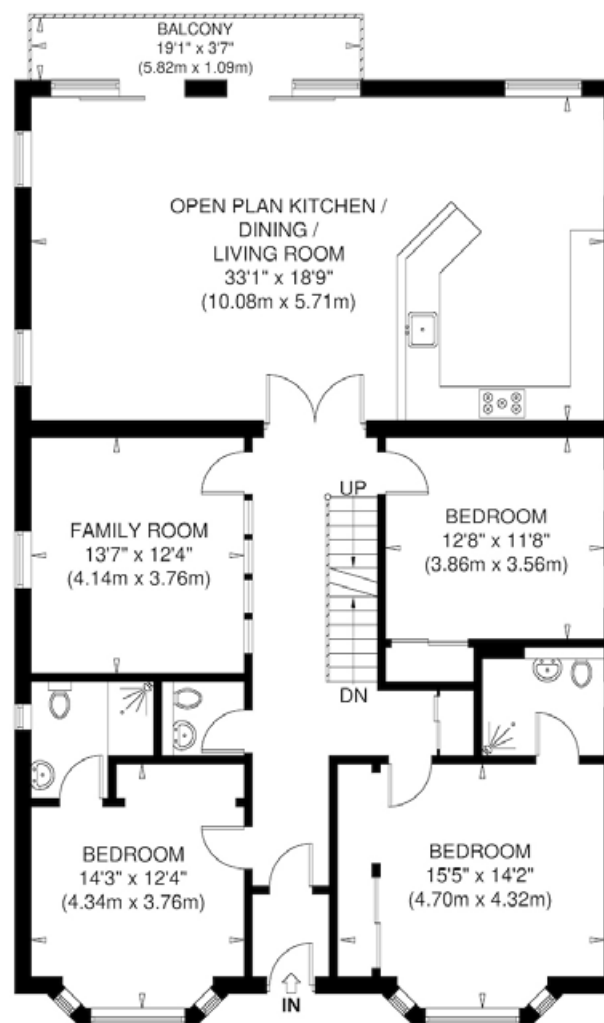 BALCONY
19'1" x 3'7"
(5.82m x 1.09m)
OPEN PLAN KITCHEN /
DINING /
LIVING ROOM
33'1" x 18'9"
(10.08m x 5.71m)
UP
FAMILY ROOM
13'7" x 12'4"
(4.14m x 3.76m)
BEDROOM
12'8" x 11'8"
(3.86m x 3.56m)
DN
BEDROOM
14'3" x 12'4"
(4.34m x 3.76m)
BEDROOM
15'5" x 14'2"
(4.70m x 4.32m)
IN